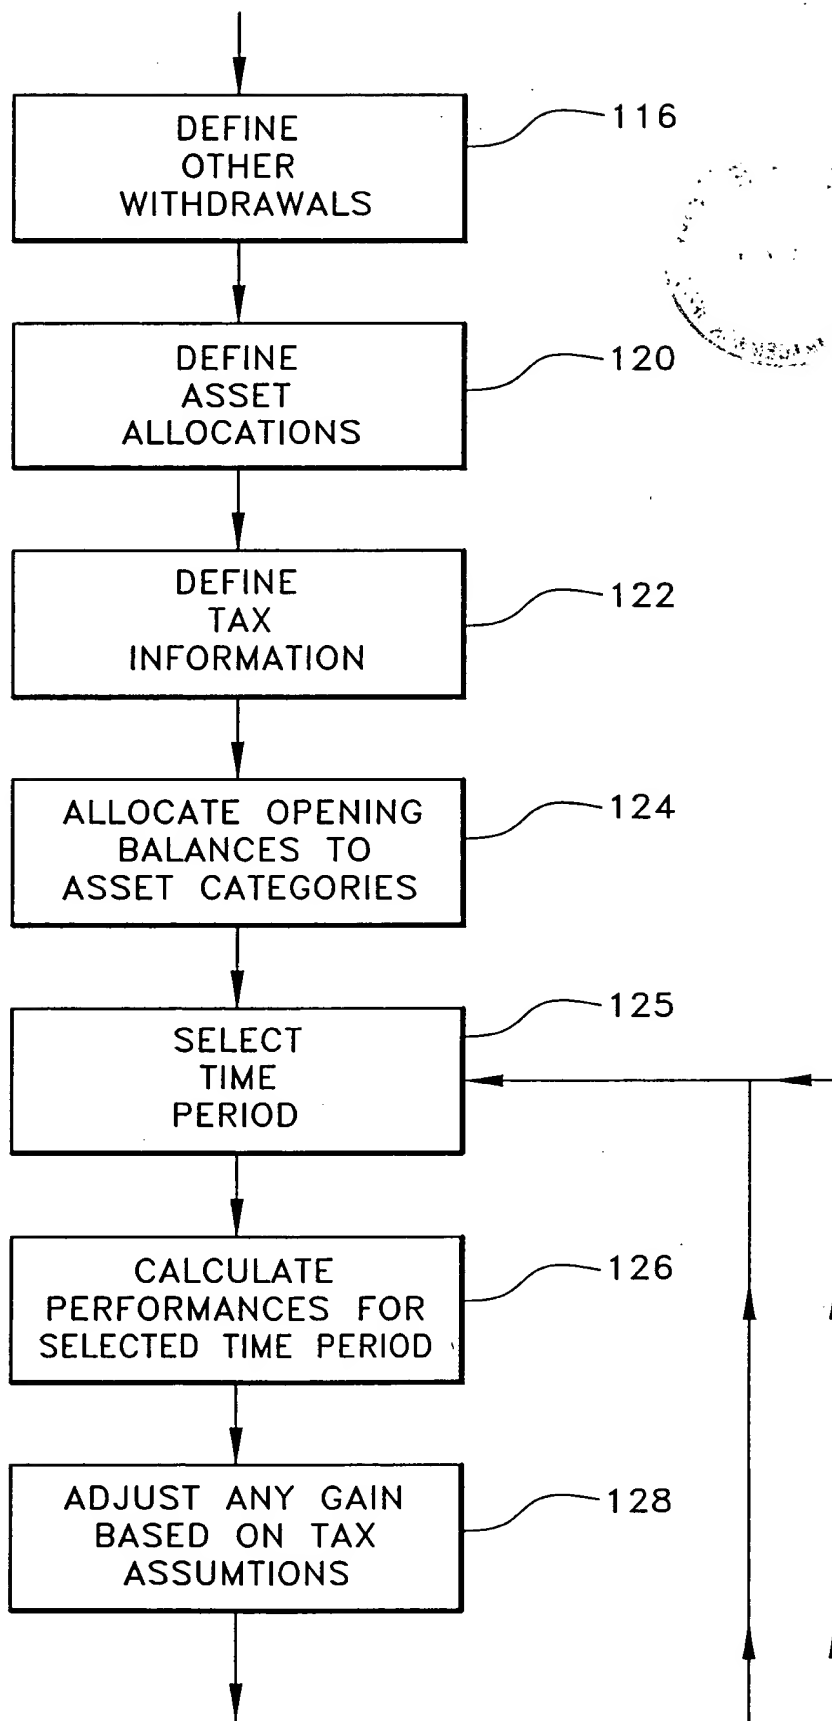 DEFINE
OTHER
WITHDRAWALS
116
DEFINE
ASSET
ALLOCATIONS
120
DEFINE
TAX
INFORMATION
122
ALLOCATE OPENING
BALANCES TO
ASSET CATEGORIES
124
SELECT
TIME
PERIOD
125
CALCULATE
PERFORMANCES FOR
SELECTED TIME PERIOD
126
ADJUST ANY GAIN
BASED ON TAX
ASSUMTIONS
128